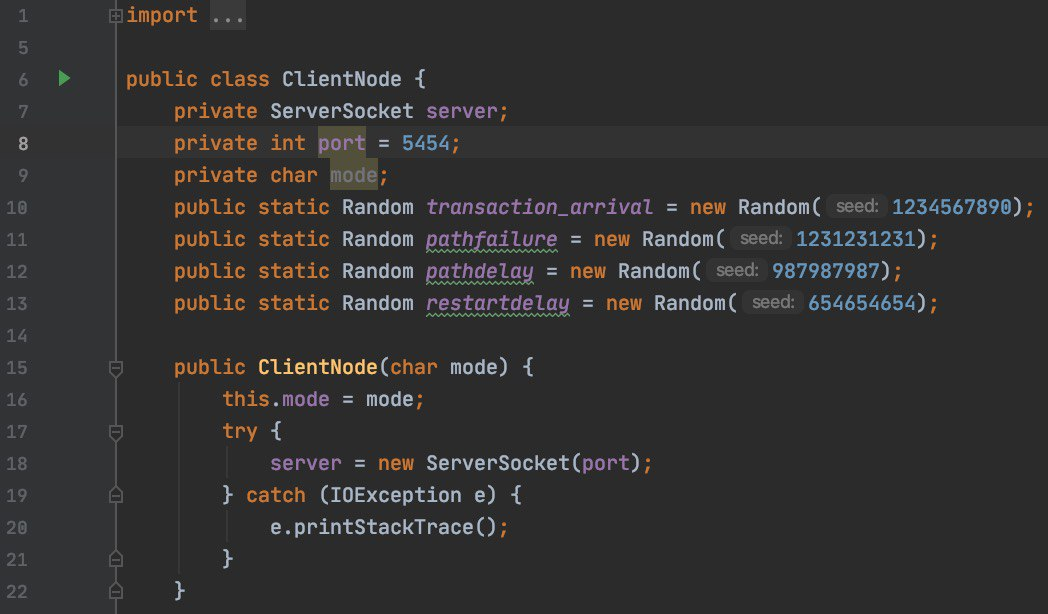 1 import ...
5
6 public class ClientNode {
7 private ServerSocket server;
8 private int port = 5454;
9 private char mode;
10 public static Random transaction_arrival = new Random( seed: 1234567890);
11 public static Random pathfailure = new Random( seed: 1231231231);
12 public static Random pathdelay = new Random( seed: 987987987);
13 public static Random restartdelay = new Random( seed: 654654654);
14
15 public ClientNode(char mode) {
16 this.mode = mode;
17 try {
18 server = new ServerSocket(port);
19 } catch (IOException e) {
20 e.printStackTrace();
21 }
22 }